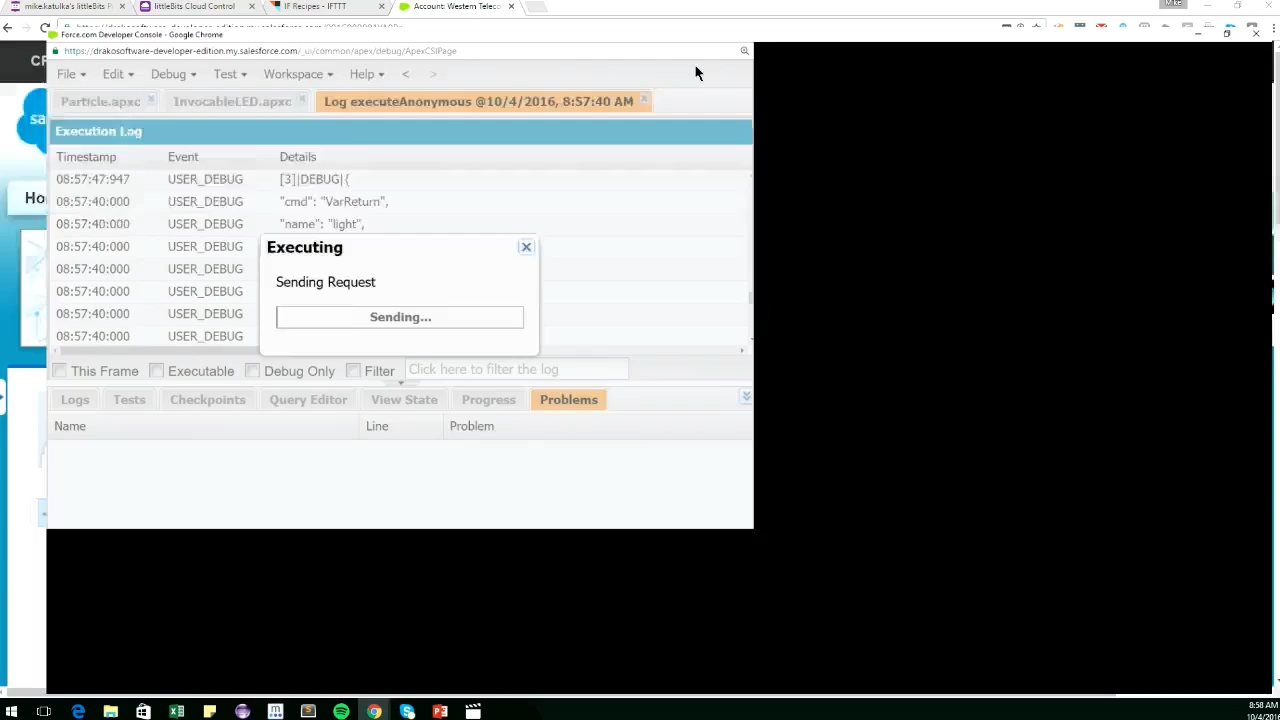 mike.katulka's littleBits P
littleBits Cloud Control
IF Recipes - IFTTT
Account: Western Telec
Mike
Force.com Developer Console - Google Chrome
https://drakosoftware-developer-edition.my.salesforce.com/_ui/common/apex/debug/ApexCSIPage
File Edit Debug Test Workspace Help < >
Particle.apxc InvocableLED.apxc Log executeAnonymous @10/4/2016, 8:57:40 AM
Execution Log
Timestamp Event Details
08:57:47:947 USER_DEBUG [3]|DEBUG|{
08:57:40:000 USER_DEBUG "cmd": "VarReturn",
08:57:40:000 USER_DEBUG "name": "light",
08:57:40:000 USER_DEBUG
08:57:40:000 USER_DEBUG
08:57:40:000 USER_DEBUG
08:57:40:000 USER_DEBUG
08:57:40:000 USER_DEBUG
Executing
Sending Request
Sending...
This Frame Executable Debug Only Filter Click here to filter the log
Logs Tests Checkpoints Query Editor View State Progress Problems
Name Line Problem
Ho
8:58 AM
10/4/2016